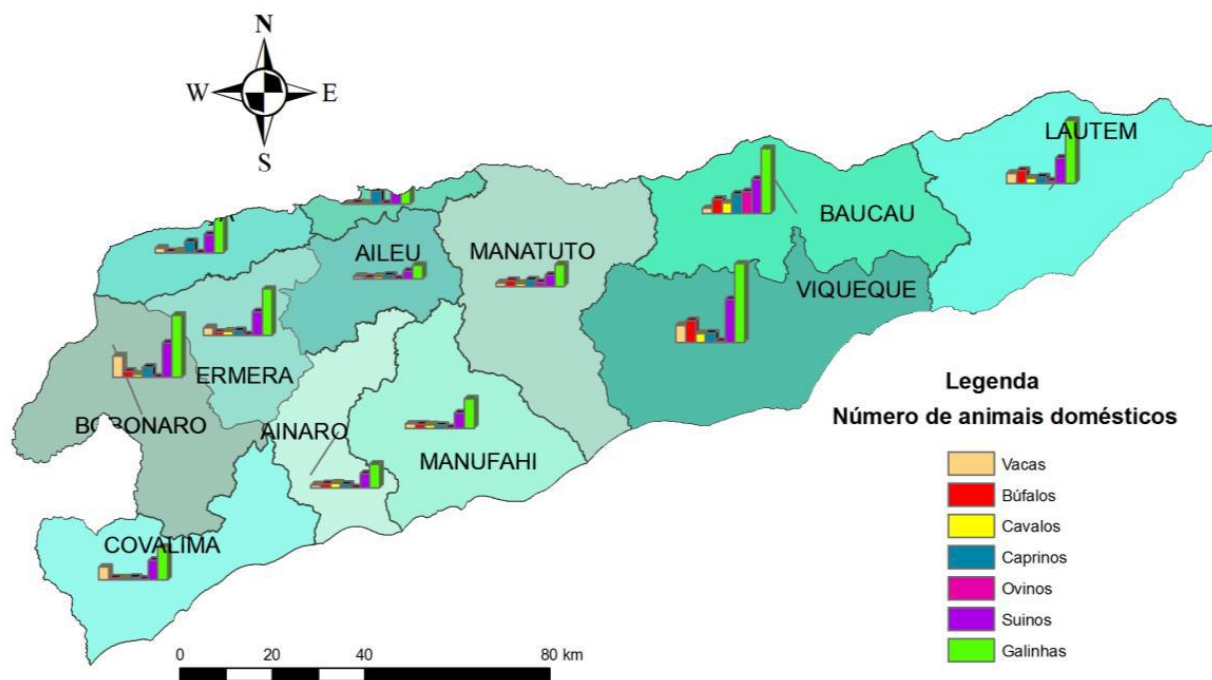 N
W E
S
LAUTEM
BAUCAU
AILEU
MANATUTO
VIQUEQUE
ERMERA
BOBONARO
AINARO
MANUFAHI
COVALIMA
Legenda
Número de animais domésticos
Vacas
Búfalos
Cavalos
Caprinos
Ovinos
Suinos
Galinhas
0 20 40 80 km